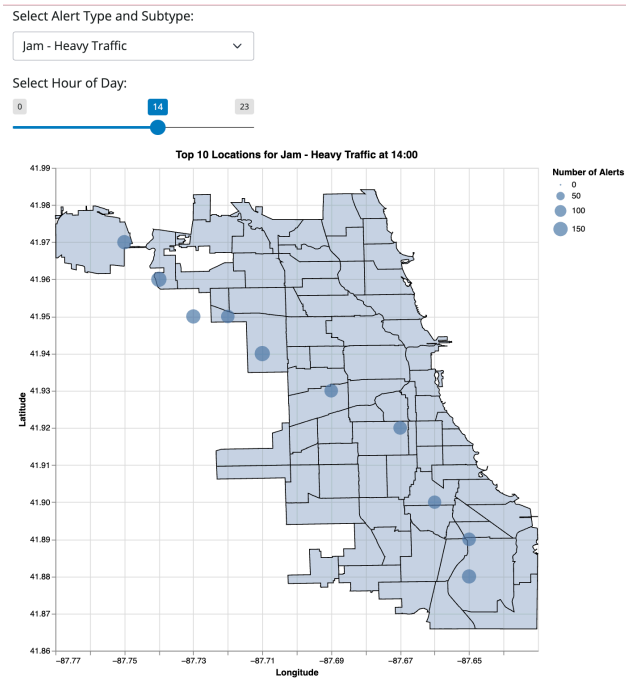 Select Alert Type and Subtype:
Jam - Heavy Traffic
Select Hour of Day:
0 14 23
Top 10 Locations for Jam - Heavy Traffic at 14:00
Number of Alerts
0
50
100
150
41.99
41.98
41.97
41.96
41.95
41.94
41.93
41.92
41.91
41.90
41.89
41.88
41.87
41.86
Latitude
−87.77 −87.75 −87.73 −87.71 −87.69 −87.67 −87.65
Longitude